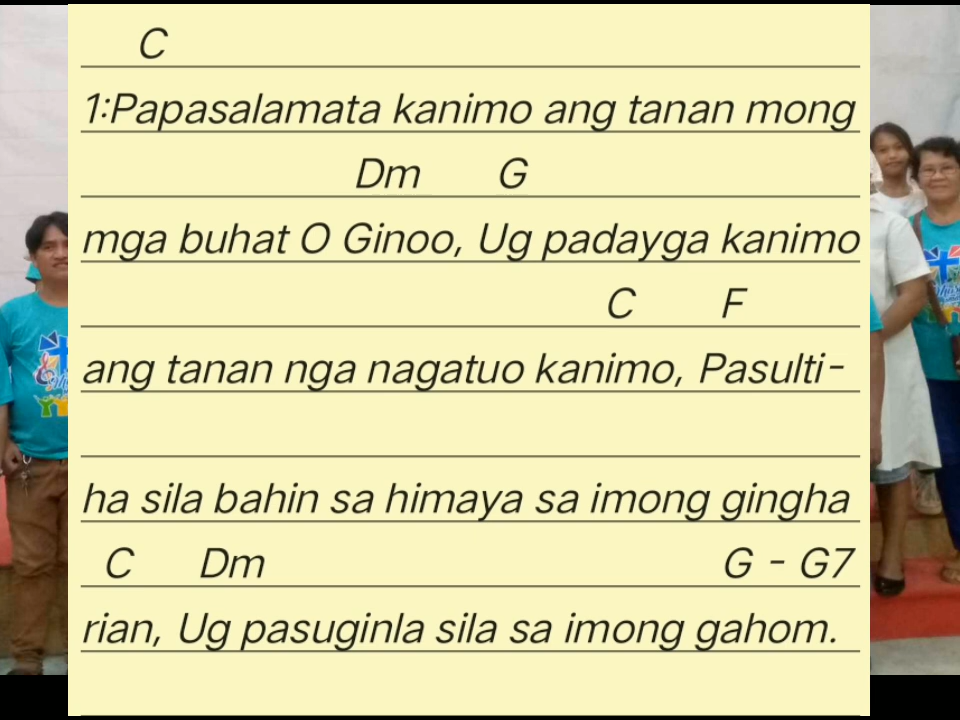 C
1:Papasalamata kanimo ang tanan mong
Dm G
mga buhat O Ginoo, Ug padayga kanimo
C F
ang tanan nga nagatuo kanimo, Pasulti-
ha sila bahin sa himaya sa imong gingha
C Dm G - G7
rian, Ug pasuginla sila sa imong gahom.